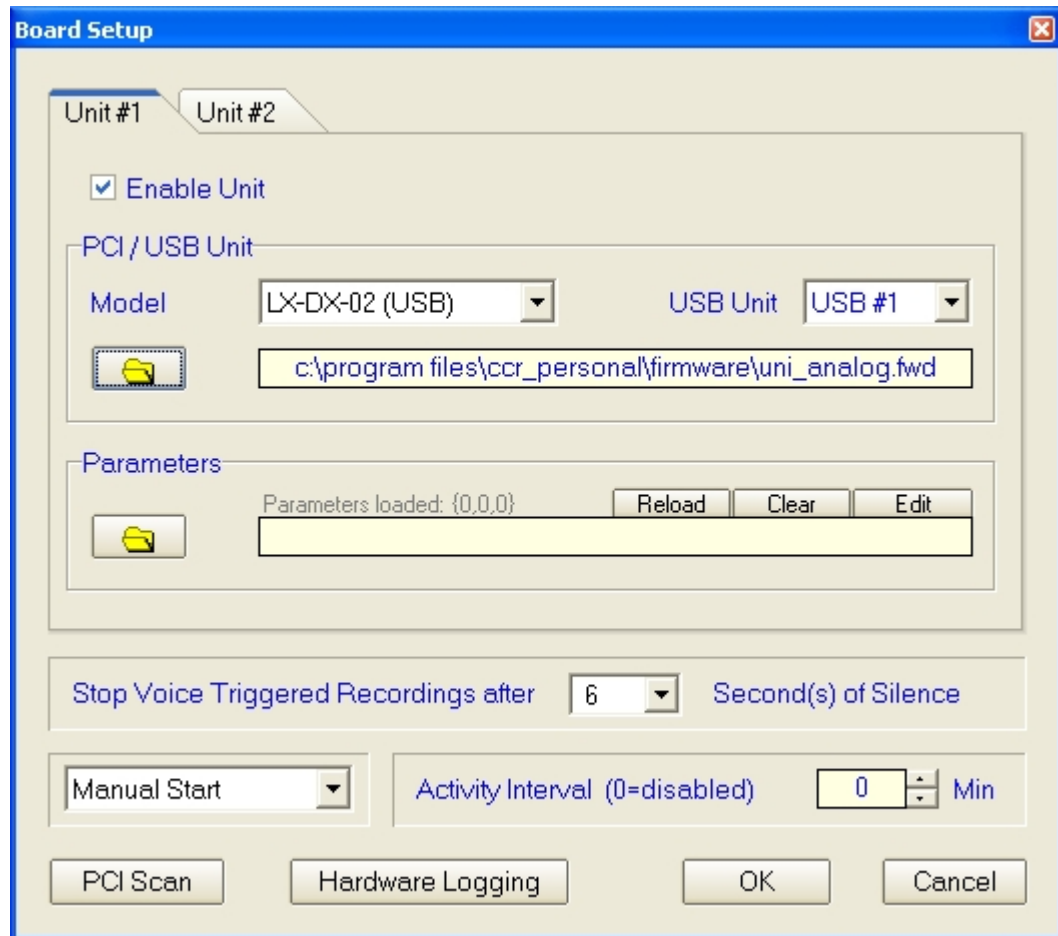 Board Setup
Unit #1 Unit #2
Enable Unit
PCI / USB Unit
Model LX-DX-02 (USB) USB Unit USB #1
c:\program files\ccr_personal\firmware\uni_analog.fwd
Parameters
Parameters loaded: {0,0,0} Reload Clear Edit
Stop Voice Triggered Recordings after 6 Second(s) of Silence
Manual Start Activity Interval (0=disabled) 0 Min
PCI Scan Hardware Logging OK Cancel